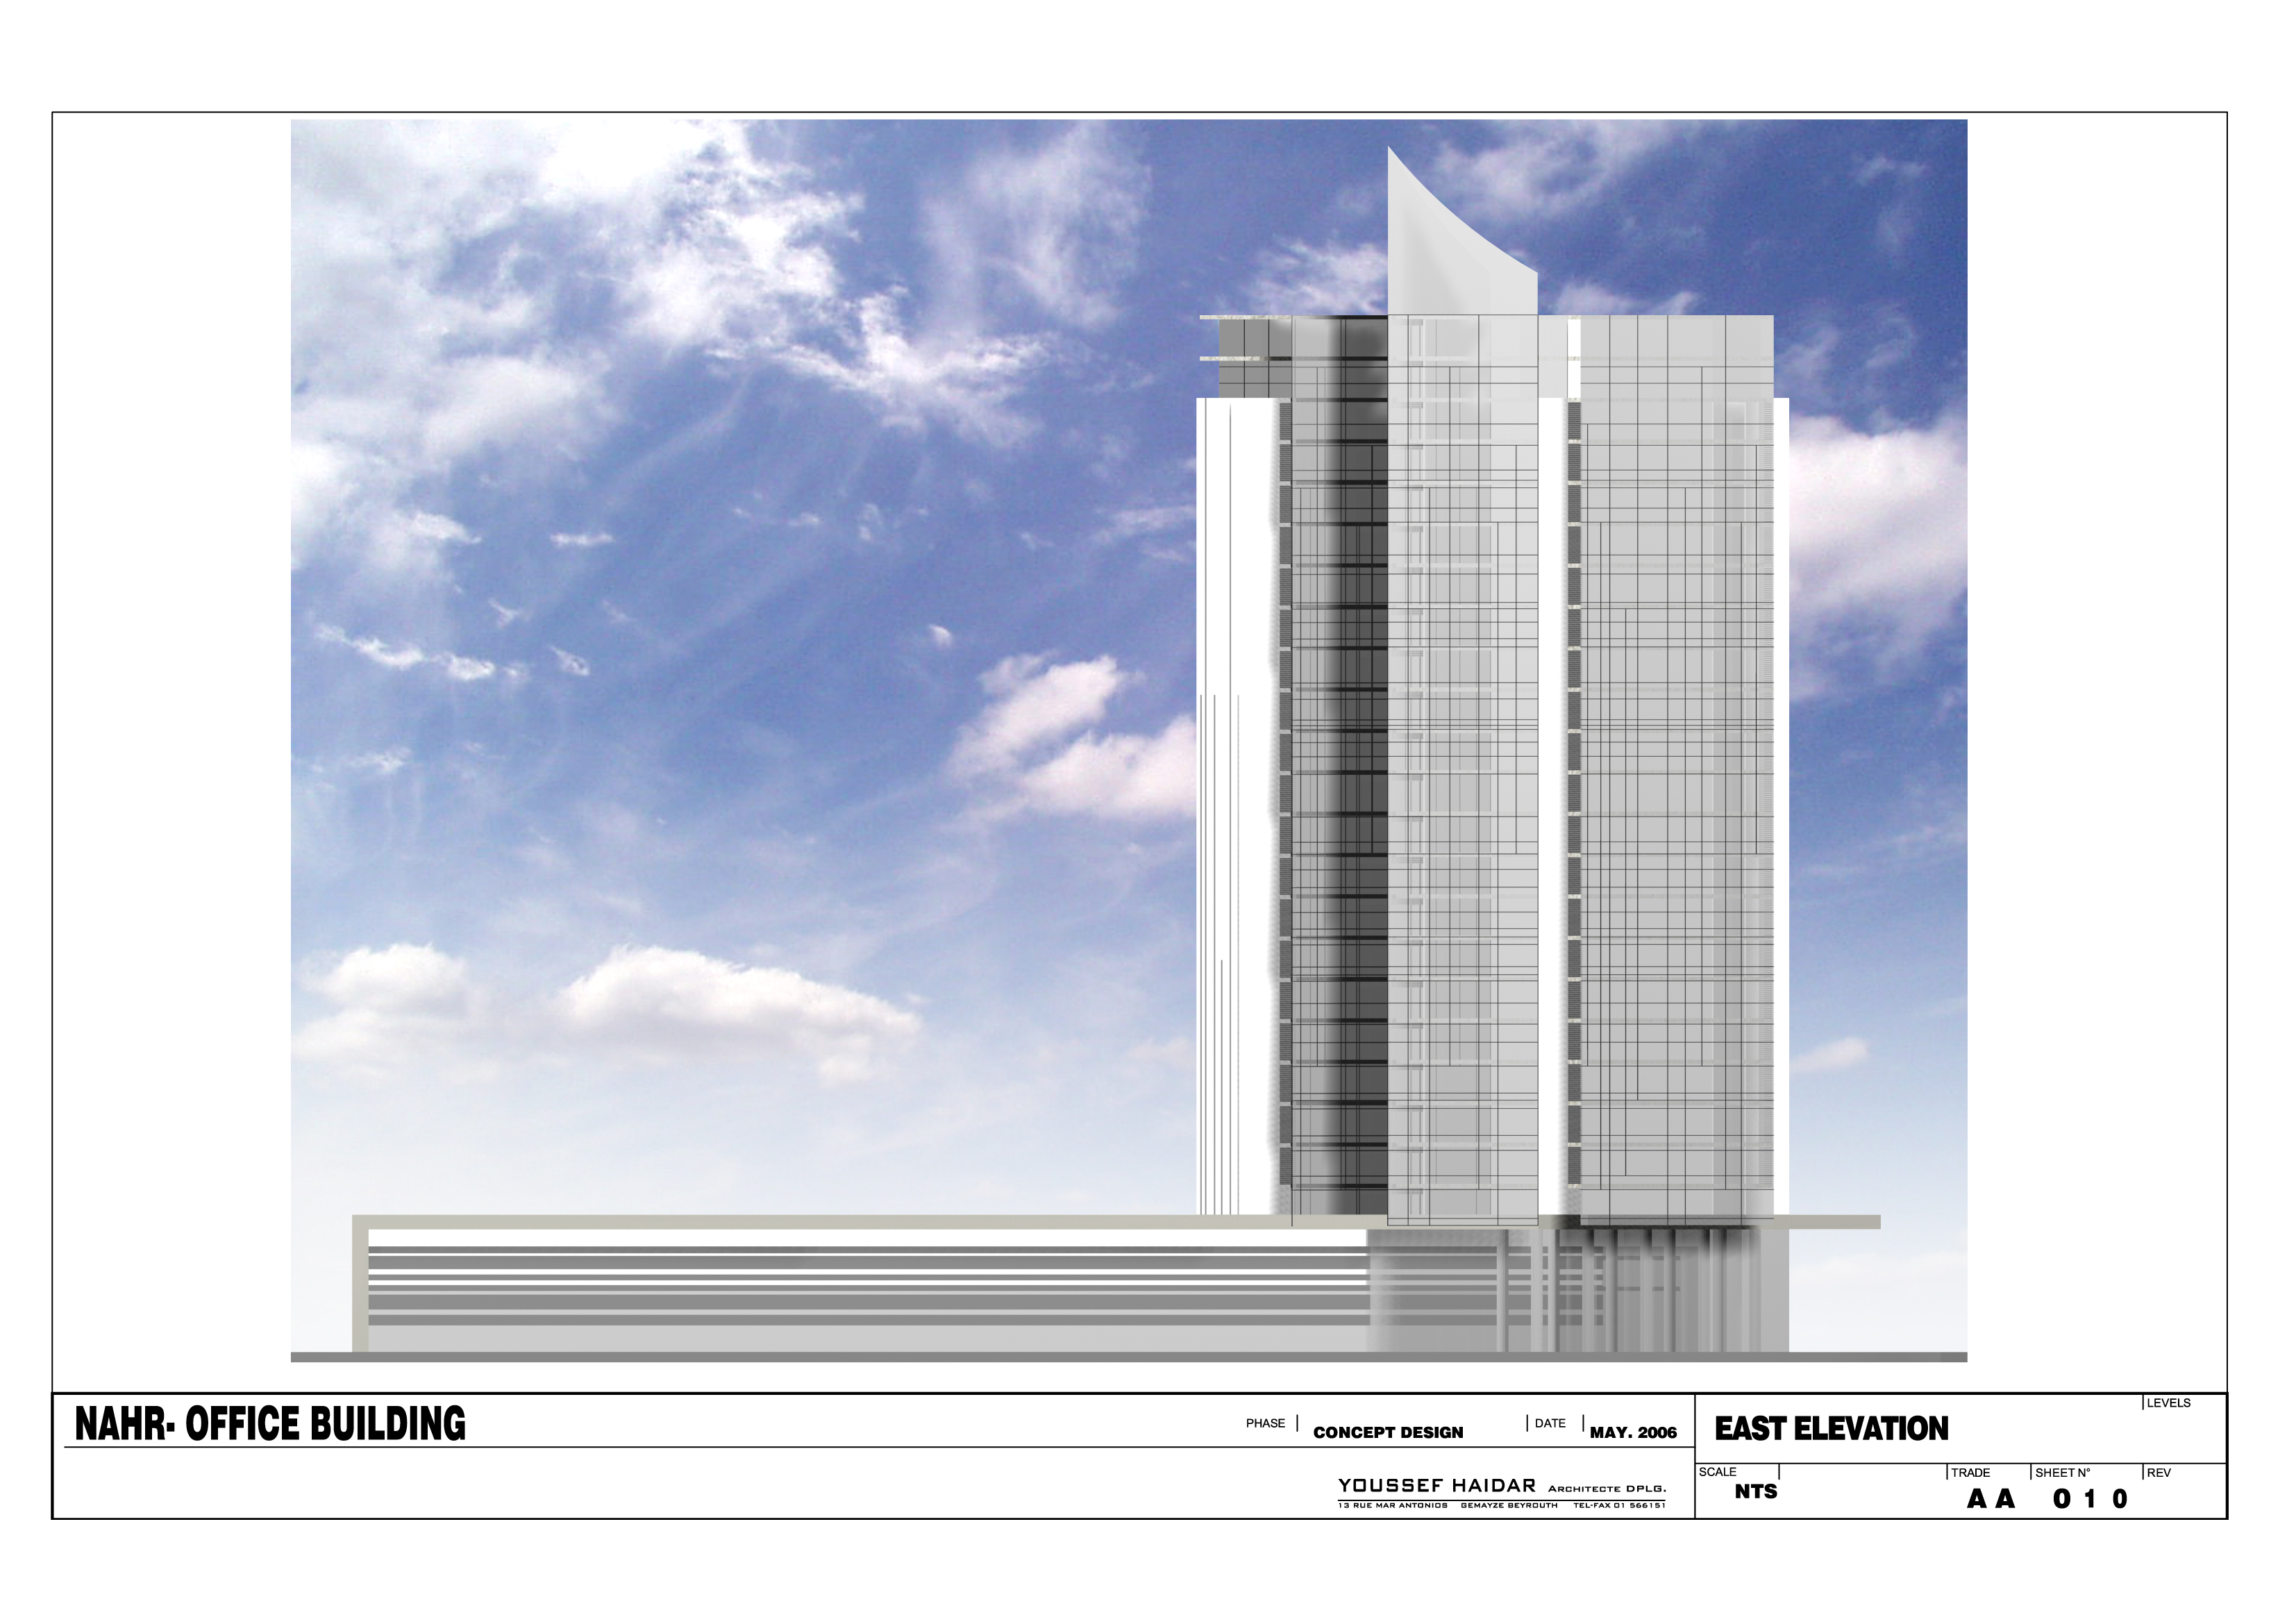 NAHR- OFFICE BUILDING
PHASE
CONCEPT DESIGN
DATE
MAY. 2006
EAST ELEVATION
LEVELS
YOUSSEF HAIDAR ARCHITECTE DPLG.
13 RUE MAR ANTONIOS GEMAYZE BEYROUTH TEL-FAX 01 566151
SCALE
NTS
TRADE
AA
SHEET N°
010
REV